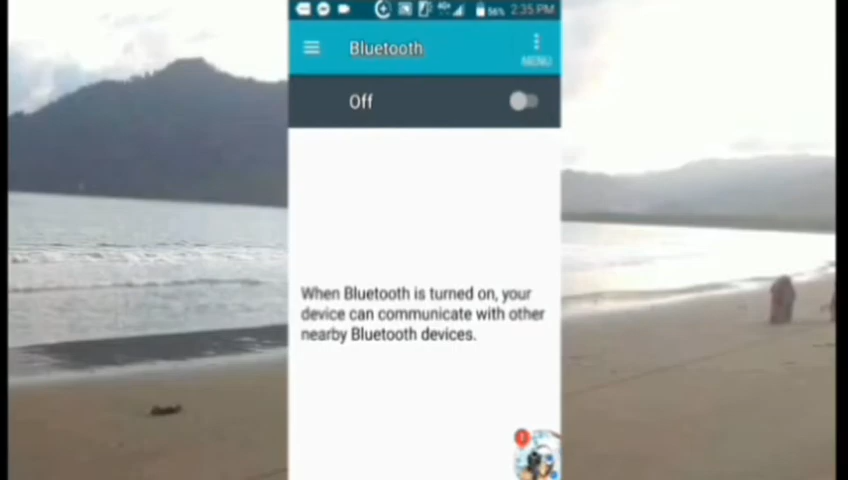 56% 2:35 PM
Bluetooth
MENU
Off
When Bluetooth is turned on, your
device can communicate with other
nearby Bluetooth devices.